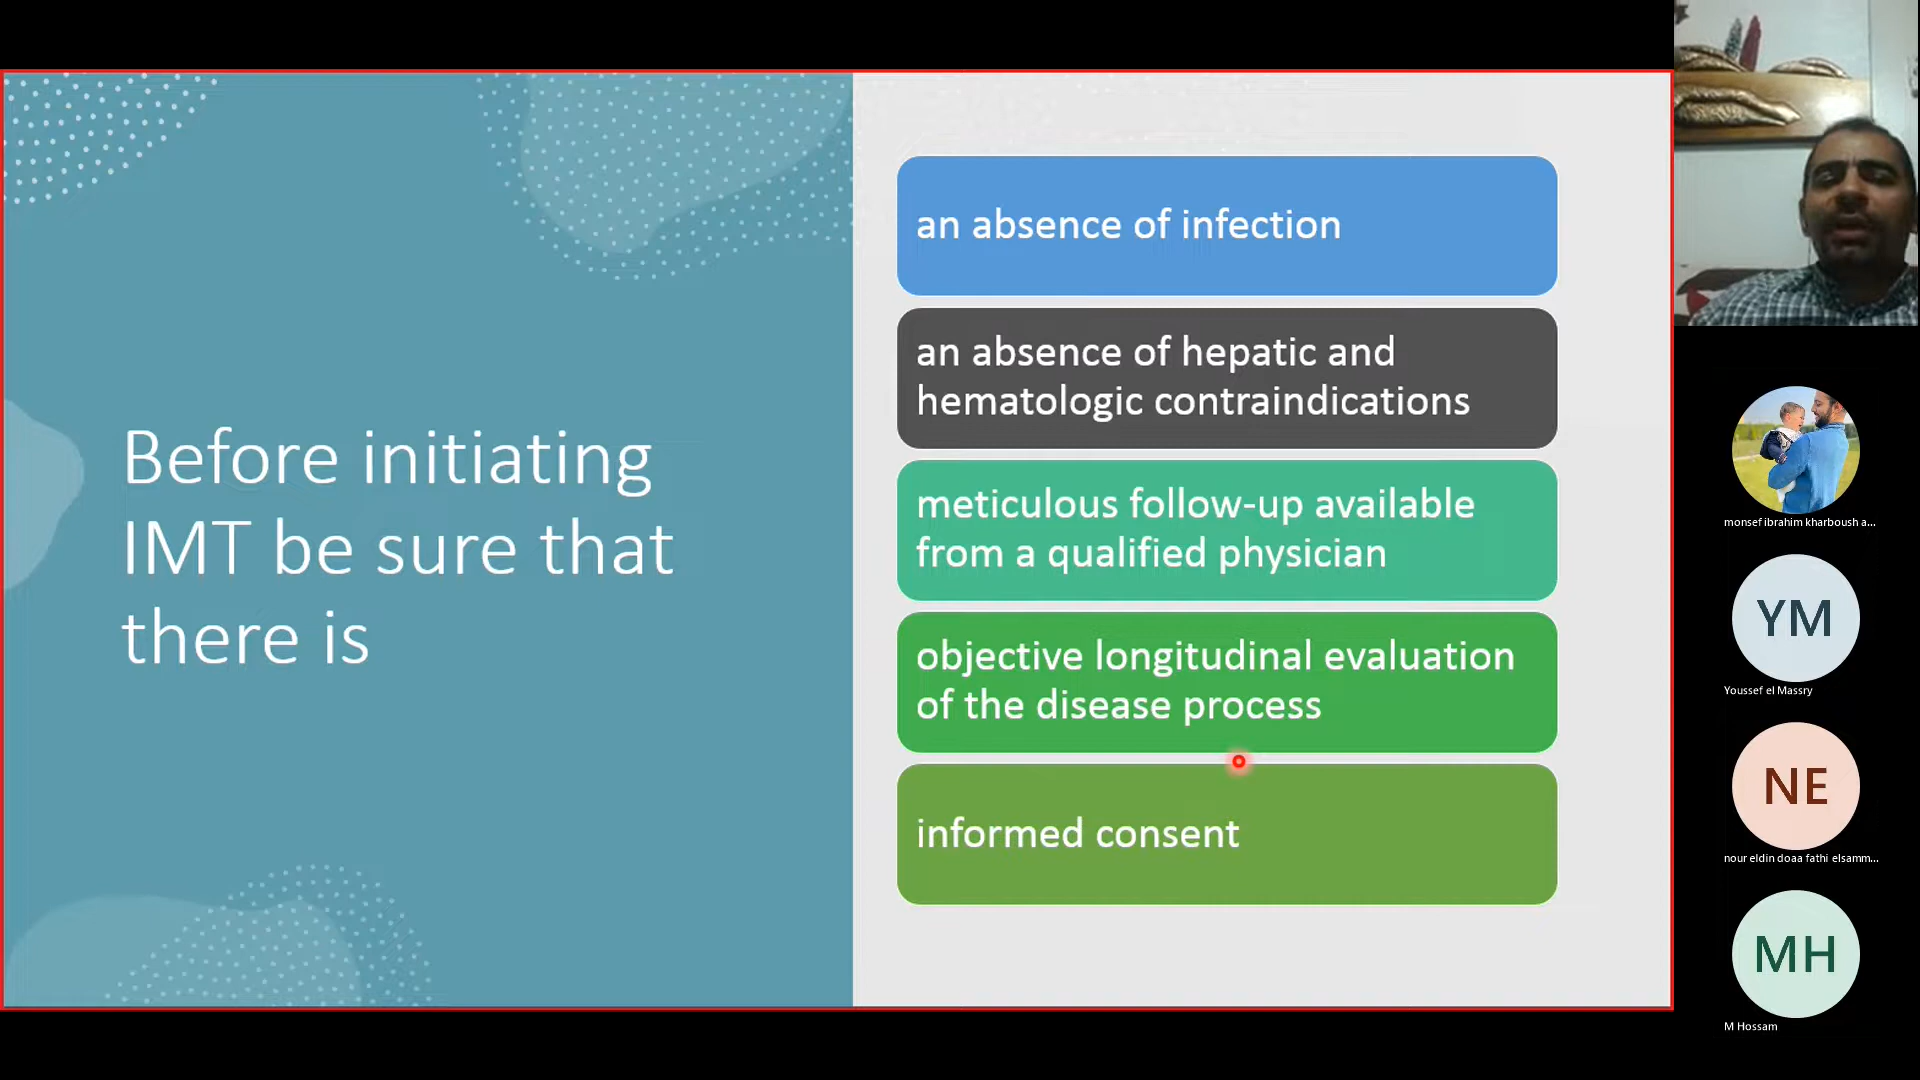 Before initiating
IMT be sure that
there is
an absence of infection
an absence of hepatic and
hematologic contraindications
meticulous follow-up available
from a qualified physician
objective longitudinal evaluation
of the disease process
informed consent
monsef ibrahim kharboush a...
YM
Youssef el Massry
NE
nour eldin doaa fathi elsamm...
MH
M Hossam